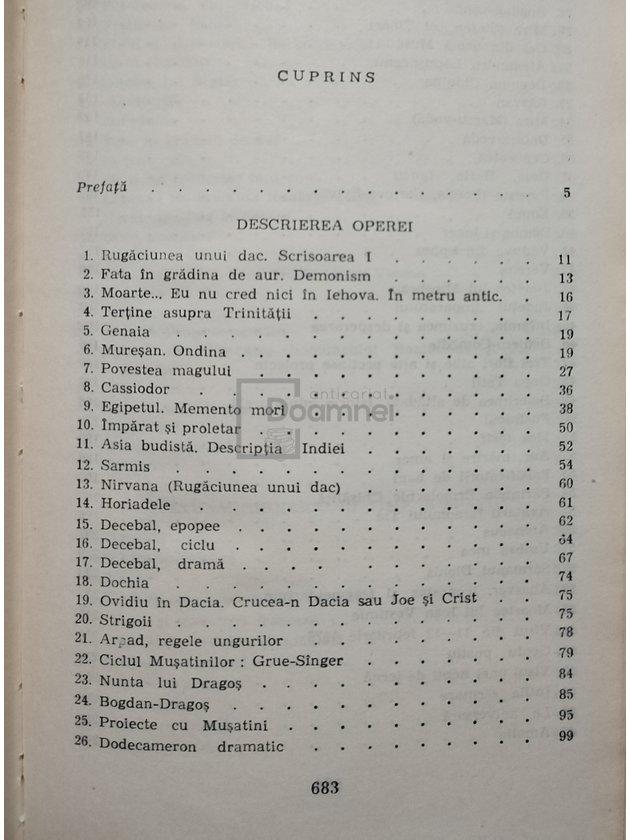 CUPRINS
Prefață . . . . . . . . . . . . . . 5
DESCRIEREA OPEREI
1. Rugăciunea unui dac. Scrisoarea I . . . . . 11
2. Fata în grădina de aur. Demonism . . . . . 13
3. Moarte... Eu nu cred nici în Iehova. În metru antic. . 16
4. Terține asupra Trinității . . . . . . . . 17
5. Genaia . . . . . . . . . . . . . 19
6. Mureșan. Ondina . . . . . . . . . . 19
7. Povestea magului . . . . . . . . . . 27
8. Cassiodor . . . . . . . . . . . . 36
9. Egipetul. Memento mori . . . . . . . . 38
10. Împărat și proletar . . . . . . . . . 50
11. Asia budistă. Descripția Indiei . . . . . . 52
12. Sarmis . . . . . . . . . . . . . 54
13. Nirvana (Rugăciunea unui dac) . . . . . . 60
14. Horiadele . . . . . . . . . . . . 61
15. Decebal, epopee . . . . . . . . . . 62
16. Decebal, ciclu . . . . . . . . . . . 64
17. Decebal, dramă . . . . . . . . . . 67
18. Dochia . . . . . . . . . . . . . 74
19. Ovidiu în Dacia. Crucea-n Dacia sau Joe și Crist . . 75
20. Strigoii . . . . . . . . . . . . . 75
21. Arpad, regele ungurilor . . . . . . . . 78
22. Ciclul Mușatinilor : Grue-Sînger . . . . . . 79
23. Nunta lui Dragoș . . . . . . . . . . 84
24. Bogdan-Dragoș . . . . . . . . . . . 85
25. Proiecte cu Mușatini . . . . . . . . . 95
26. Dodecameron dramatic . . . . . . . . 99
anticariat
Doamnei
683